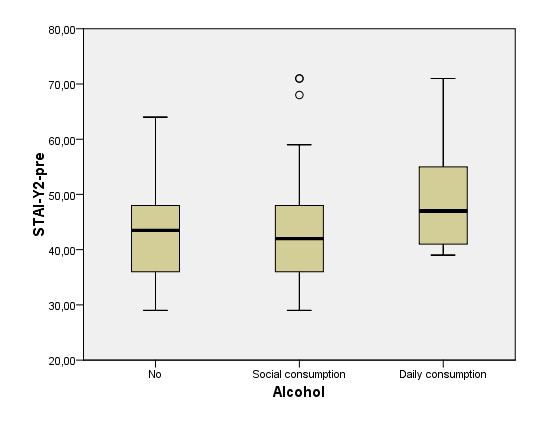 80,00
70,00
60,00
50,00
40,00
30,00
20,00
STAI-Y2-pre
No
Social consumption
Daily consumption
Alcohol